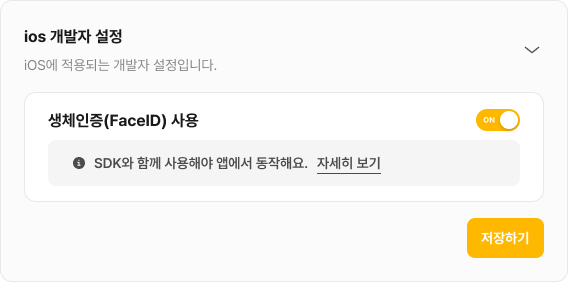 ios 개발자 설정
iOS에 적용되는 개발자 설정입니다.
생체인증(FaceID) 사용
ON
SDK와 함께 사용해야 앱에서 동작해요. 자세히 보기
저장하기